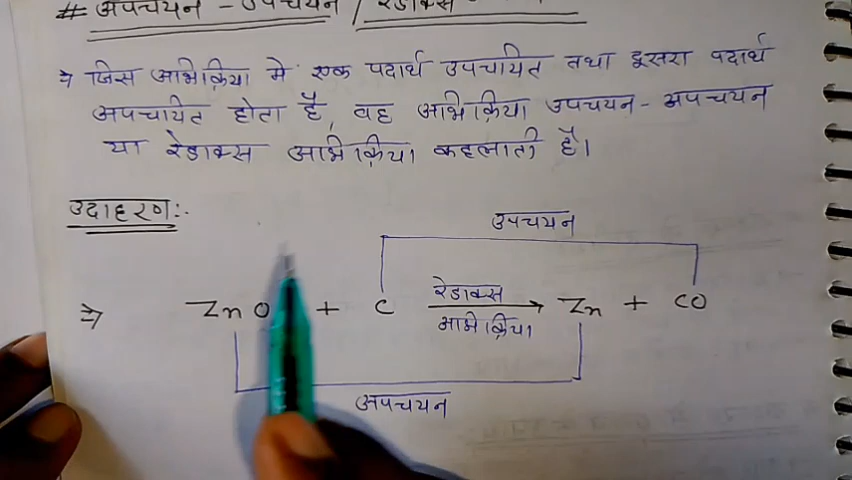 # अपचयन - उपचयन / रेडाक्स
⇒ जिस अभिक्रिया मे एक पदार्थ उपचायित तथा दूसरा पदार्थ
अपचायित होता है, वह अभिक्रिया उपचयन - अपचयन
या रेडाक्स अभिक्रिया कहलाती है।
उदाहरण:-
उपचयन
रेडाक्स
⇒ ZnO + C → Zn + CO
अभिक्रिया
अपचयन